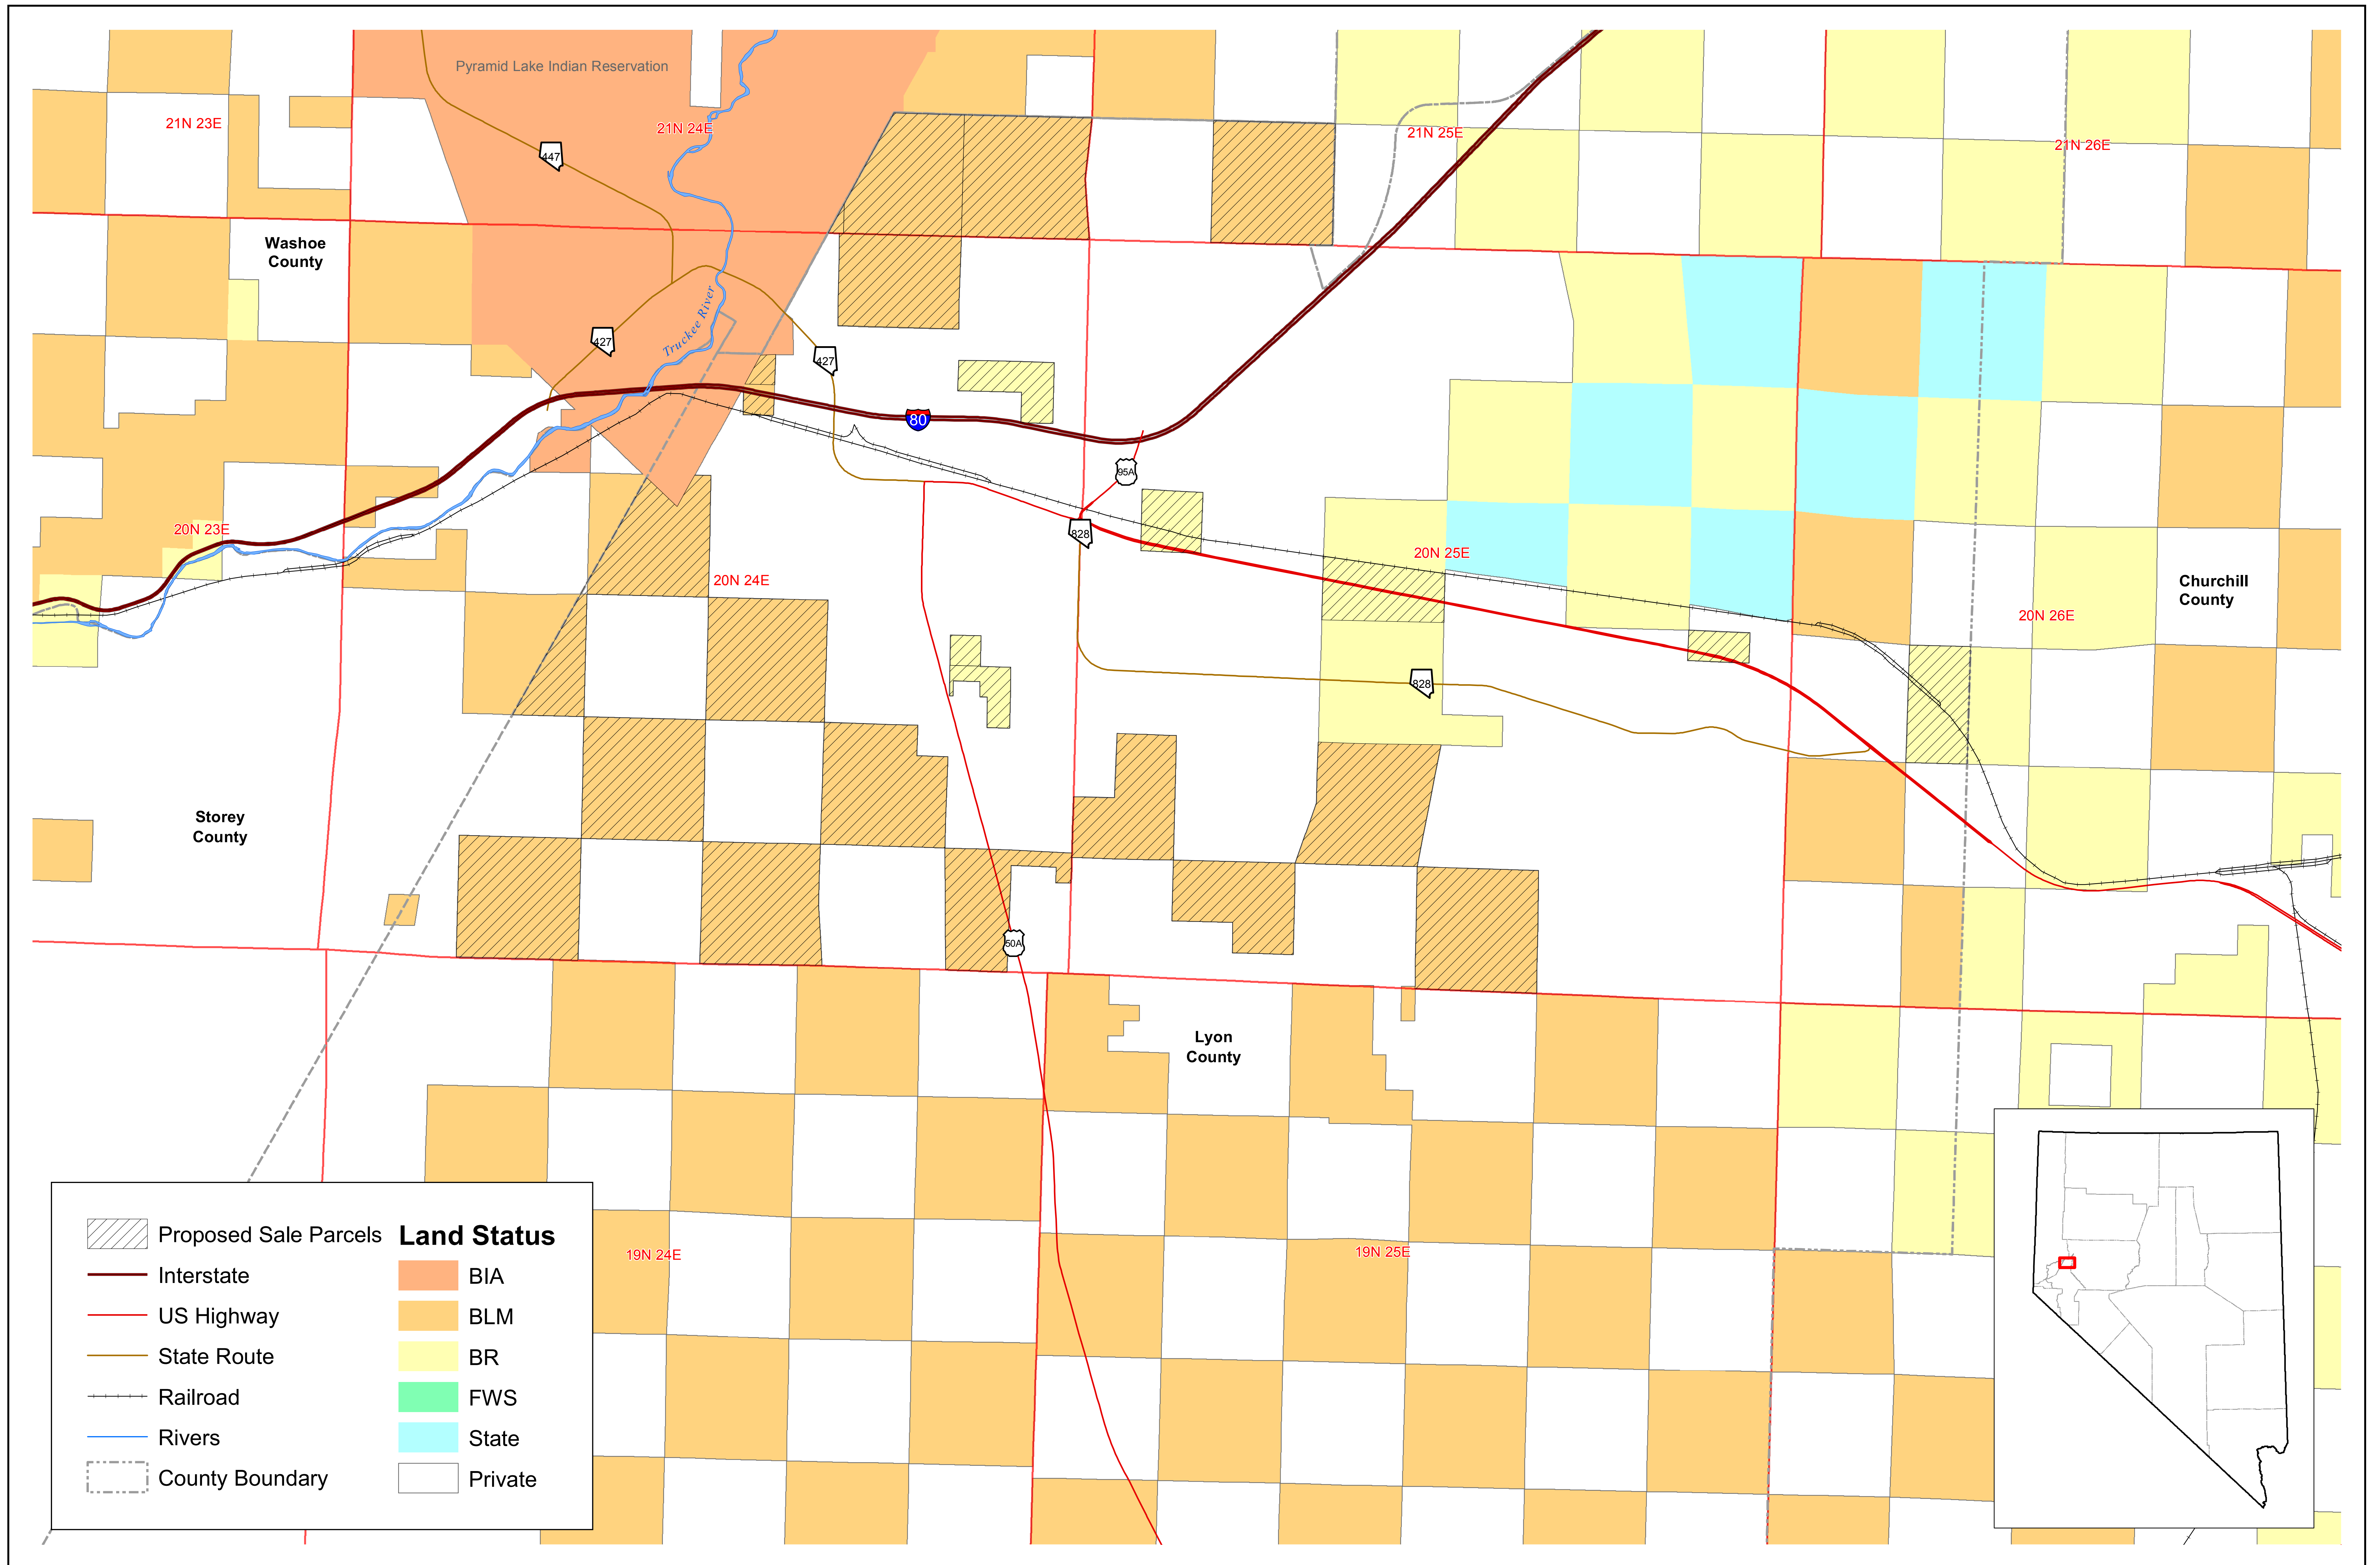 Pyramid Lake Indian Reservation
21N 23E
21N 24E
21N 25E
21N 26E
447
Washoe
County
Truckee River
427
427
80
95A
20N 23E
828
20N 25E
20N 24E
Churchill
County
20N 26E
828
Storey
County
50A
Lyon
County
19N 24E
19N 25E
Proposed Sale Parcels
Interstate
US Highway
State Route
Railroad
Rivers
County Boundary
Land Status
BIA
BLM
BR
FWS
State
Private